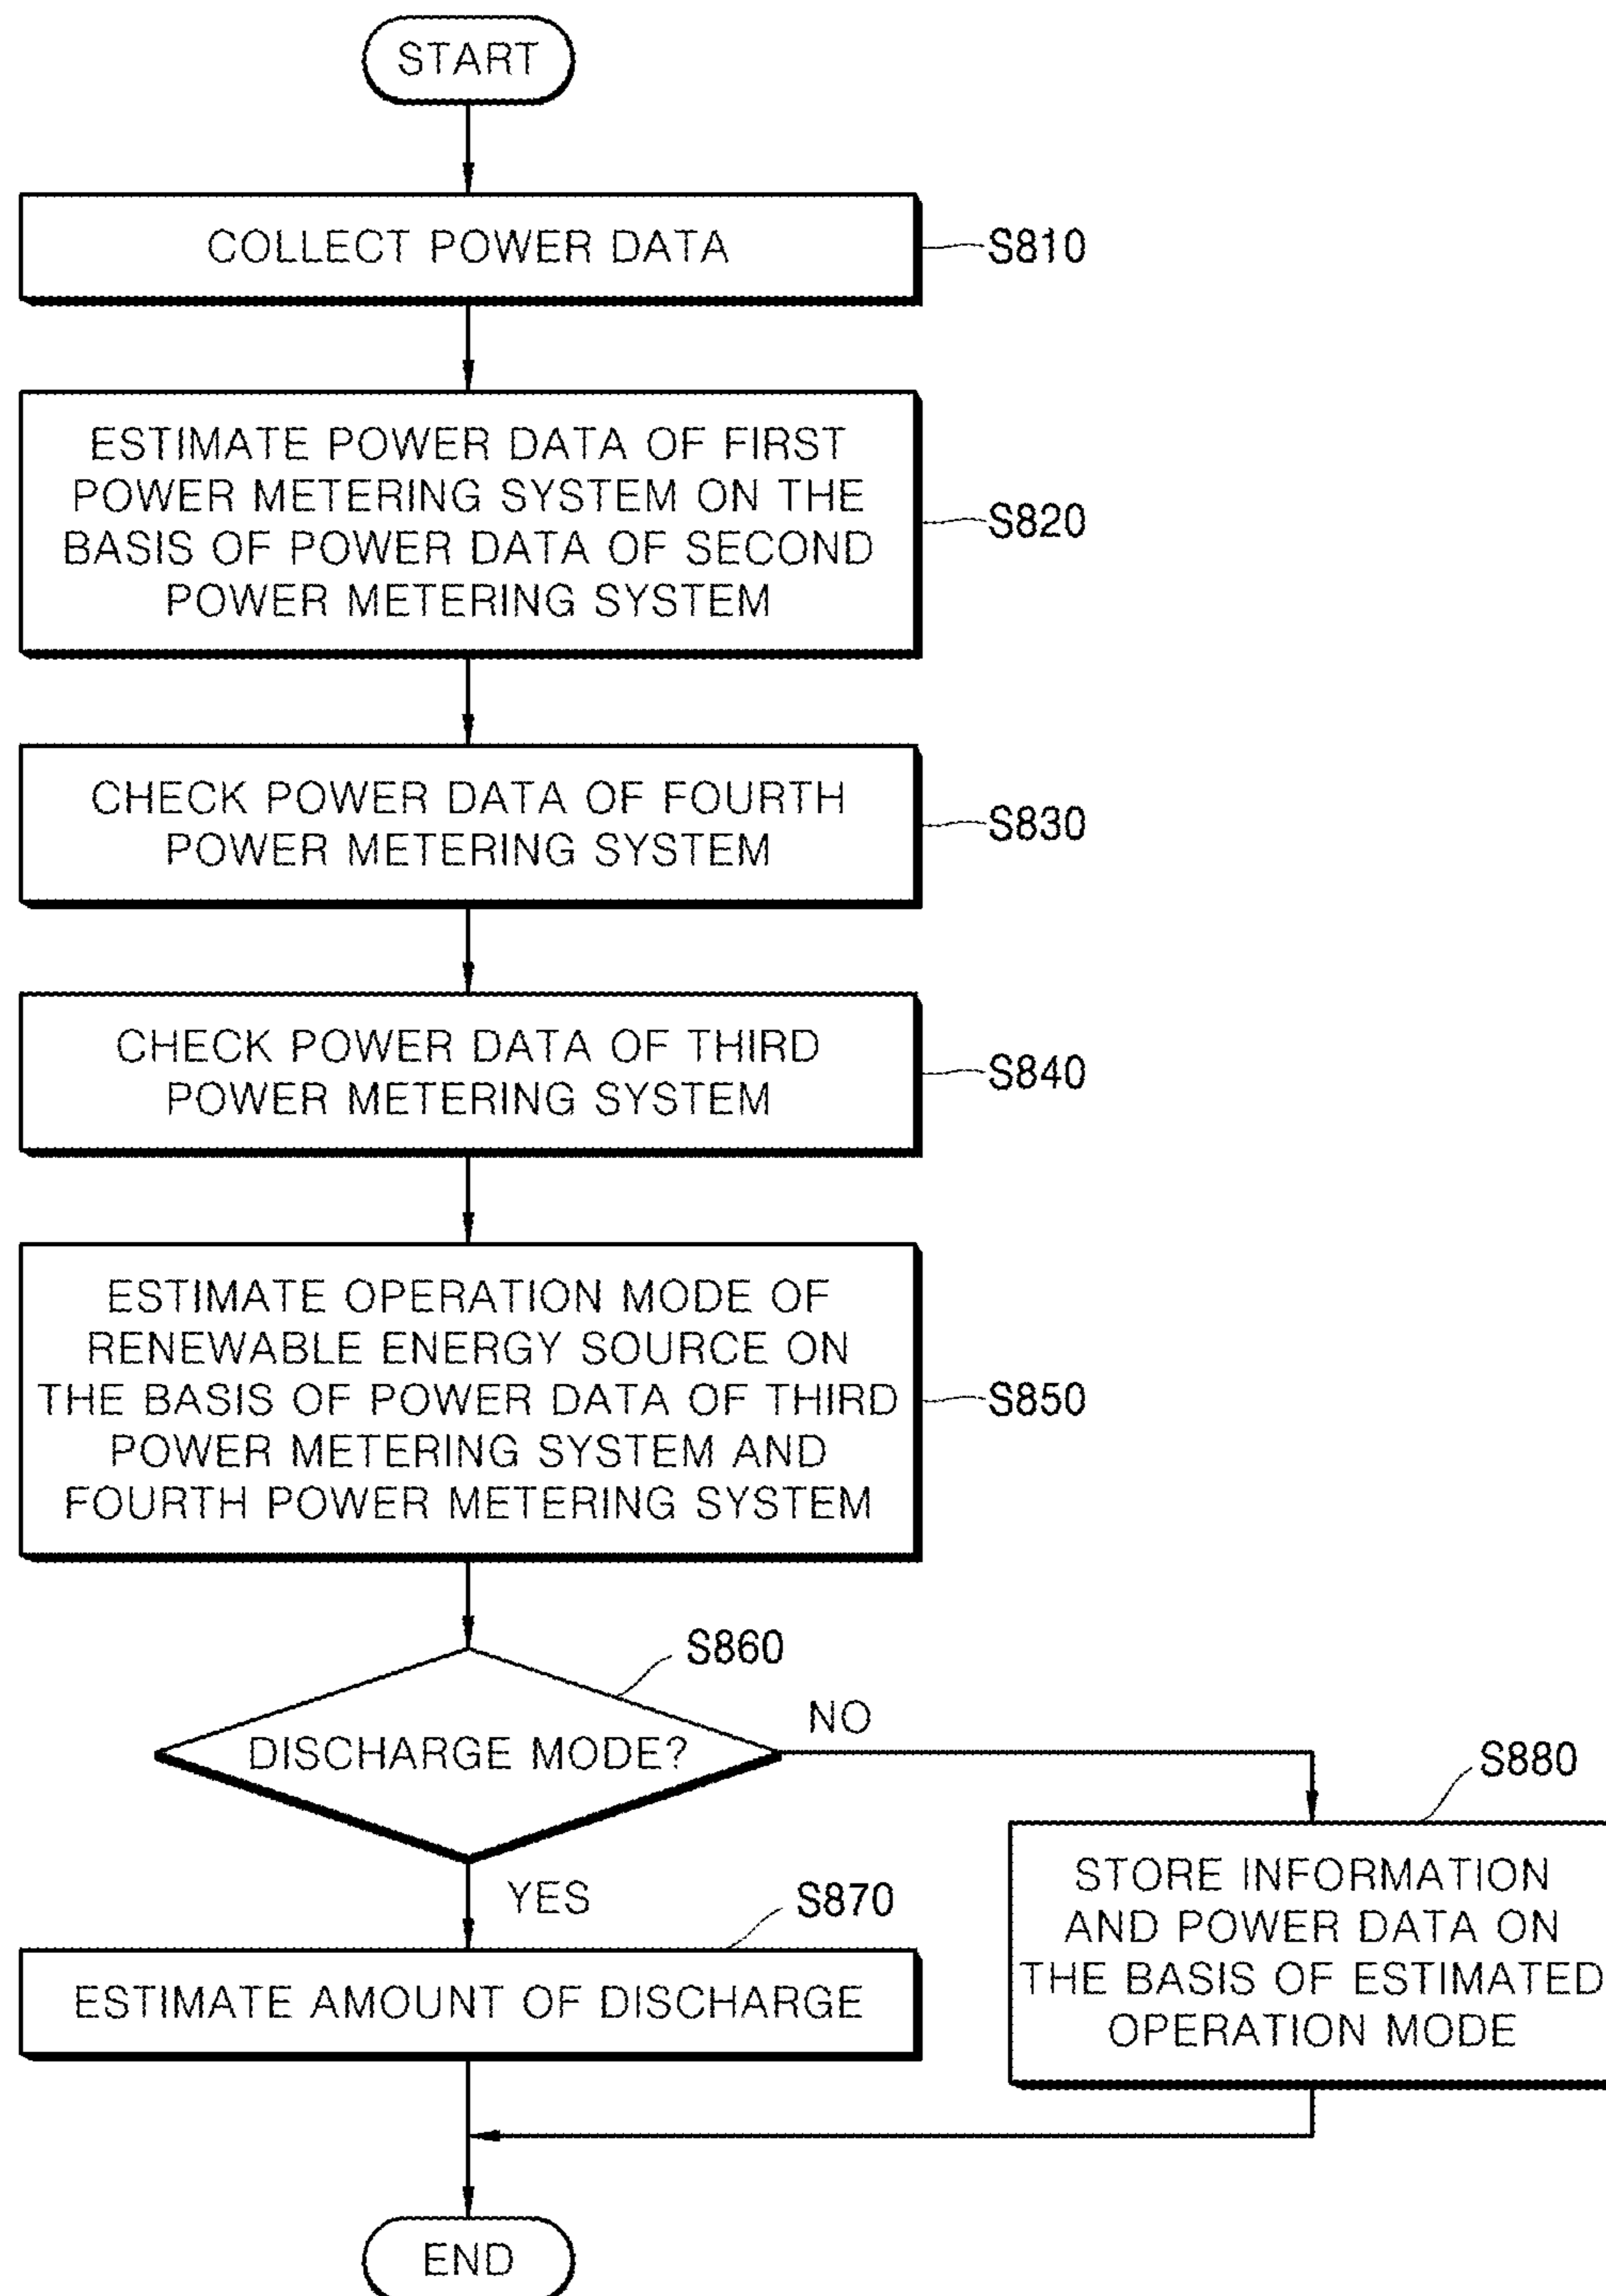 START
COLLECT POWER DATA
S810
ESTIMATE POWER DATA OF FIRST
POWER METERING SYSTEM ON THE
BASIS OF POWER DATA OF SECOND
POWER METERING SYSTEM
S820
CHECK POWER DATA OF FOURTH
POWER METERING SYSTEM
S830
CHECK POWER DATA OF THIRD
POWER METERING SYSTEM
S840
ESTIMATE OPERATION MODE OF
RENEWABLE ENERGY SOURCE ON
THE BASIS OF POWER DATA OF THIRD
POWER METERING SYSTEM AND
FOURTH POWER METERING SYSTEM
S850
S860
DISCHARGE MODE?
NO
YES
S870
ESTIMATE AMOUNT OF DISCHARGE
S880
STORE INFORMATION
AND POWER DATA ON
THE BASIS OF ESTIMATED
OPERATION MODE
END